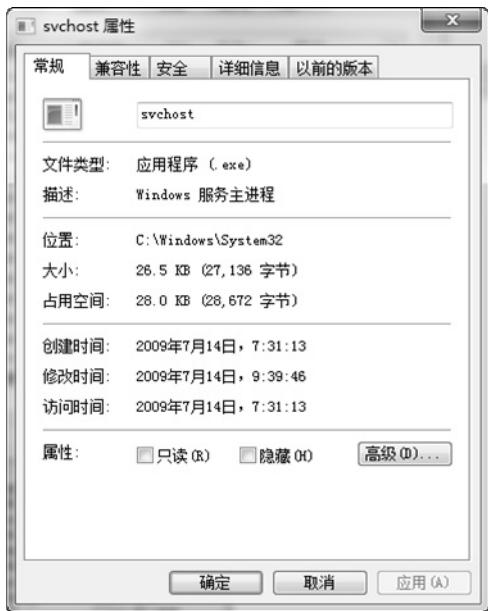 svchost 属性
常规 兼容性 安全 详细信息 以前的版本
svchost
文件类型: 应用程序 (.exe)
描述: Windows 服务主进程
位置: C:\Windows\System32
大小: 26.5 KB (27,136 字节)
占用空间: 28.0 KB (28,672 字节)
创建时间: 2009年7月14日，7:31:13
修改时间: 2009年7月14日，9:39:46
访问时间: 2009年7月14日，7:31:13
属性: 只读(R) 隐藏(H) 高级(D)...
确定 取消 应用(A)